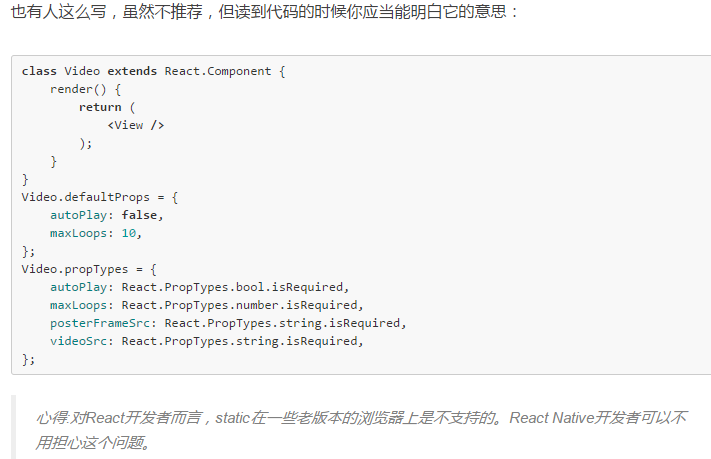 也有人这么写，虽然不推荐，但读到代码的时候你应当能明白它的意思：
class Video extends React.Component {
    render() {
        return (
            <View />
        );
    }
}
Video.defaultProps = {
    autoPlay: false,
    maxLoops: 10,
};
Video.propTypes = {
    autoPlay: React.PropTypes.bool.isRequired,
    maxLoops: React.PropTypes.number.isRequired,
    posterFrameSrc: React.PropTypes.string.isRequired,
    videoSrc: React.PropTypes.string.isRequired,
};
心得:对React开发者而言，static在一些老版本的浏览器上是不支持的。React Native开发者可以不
用担心这个问题。